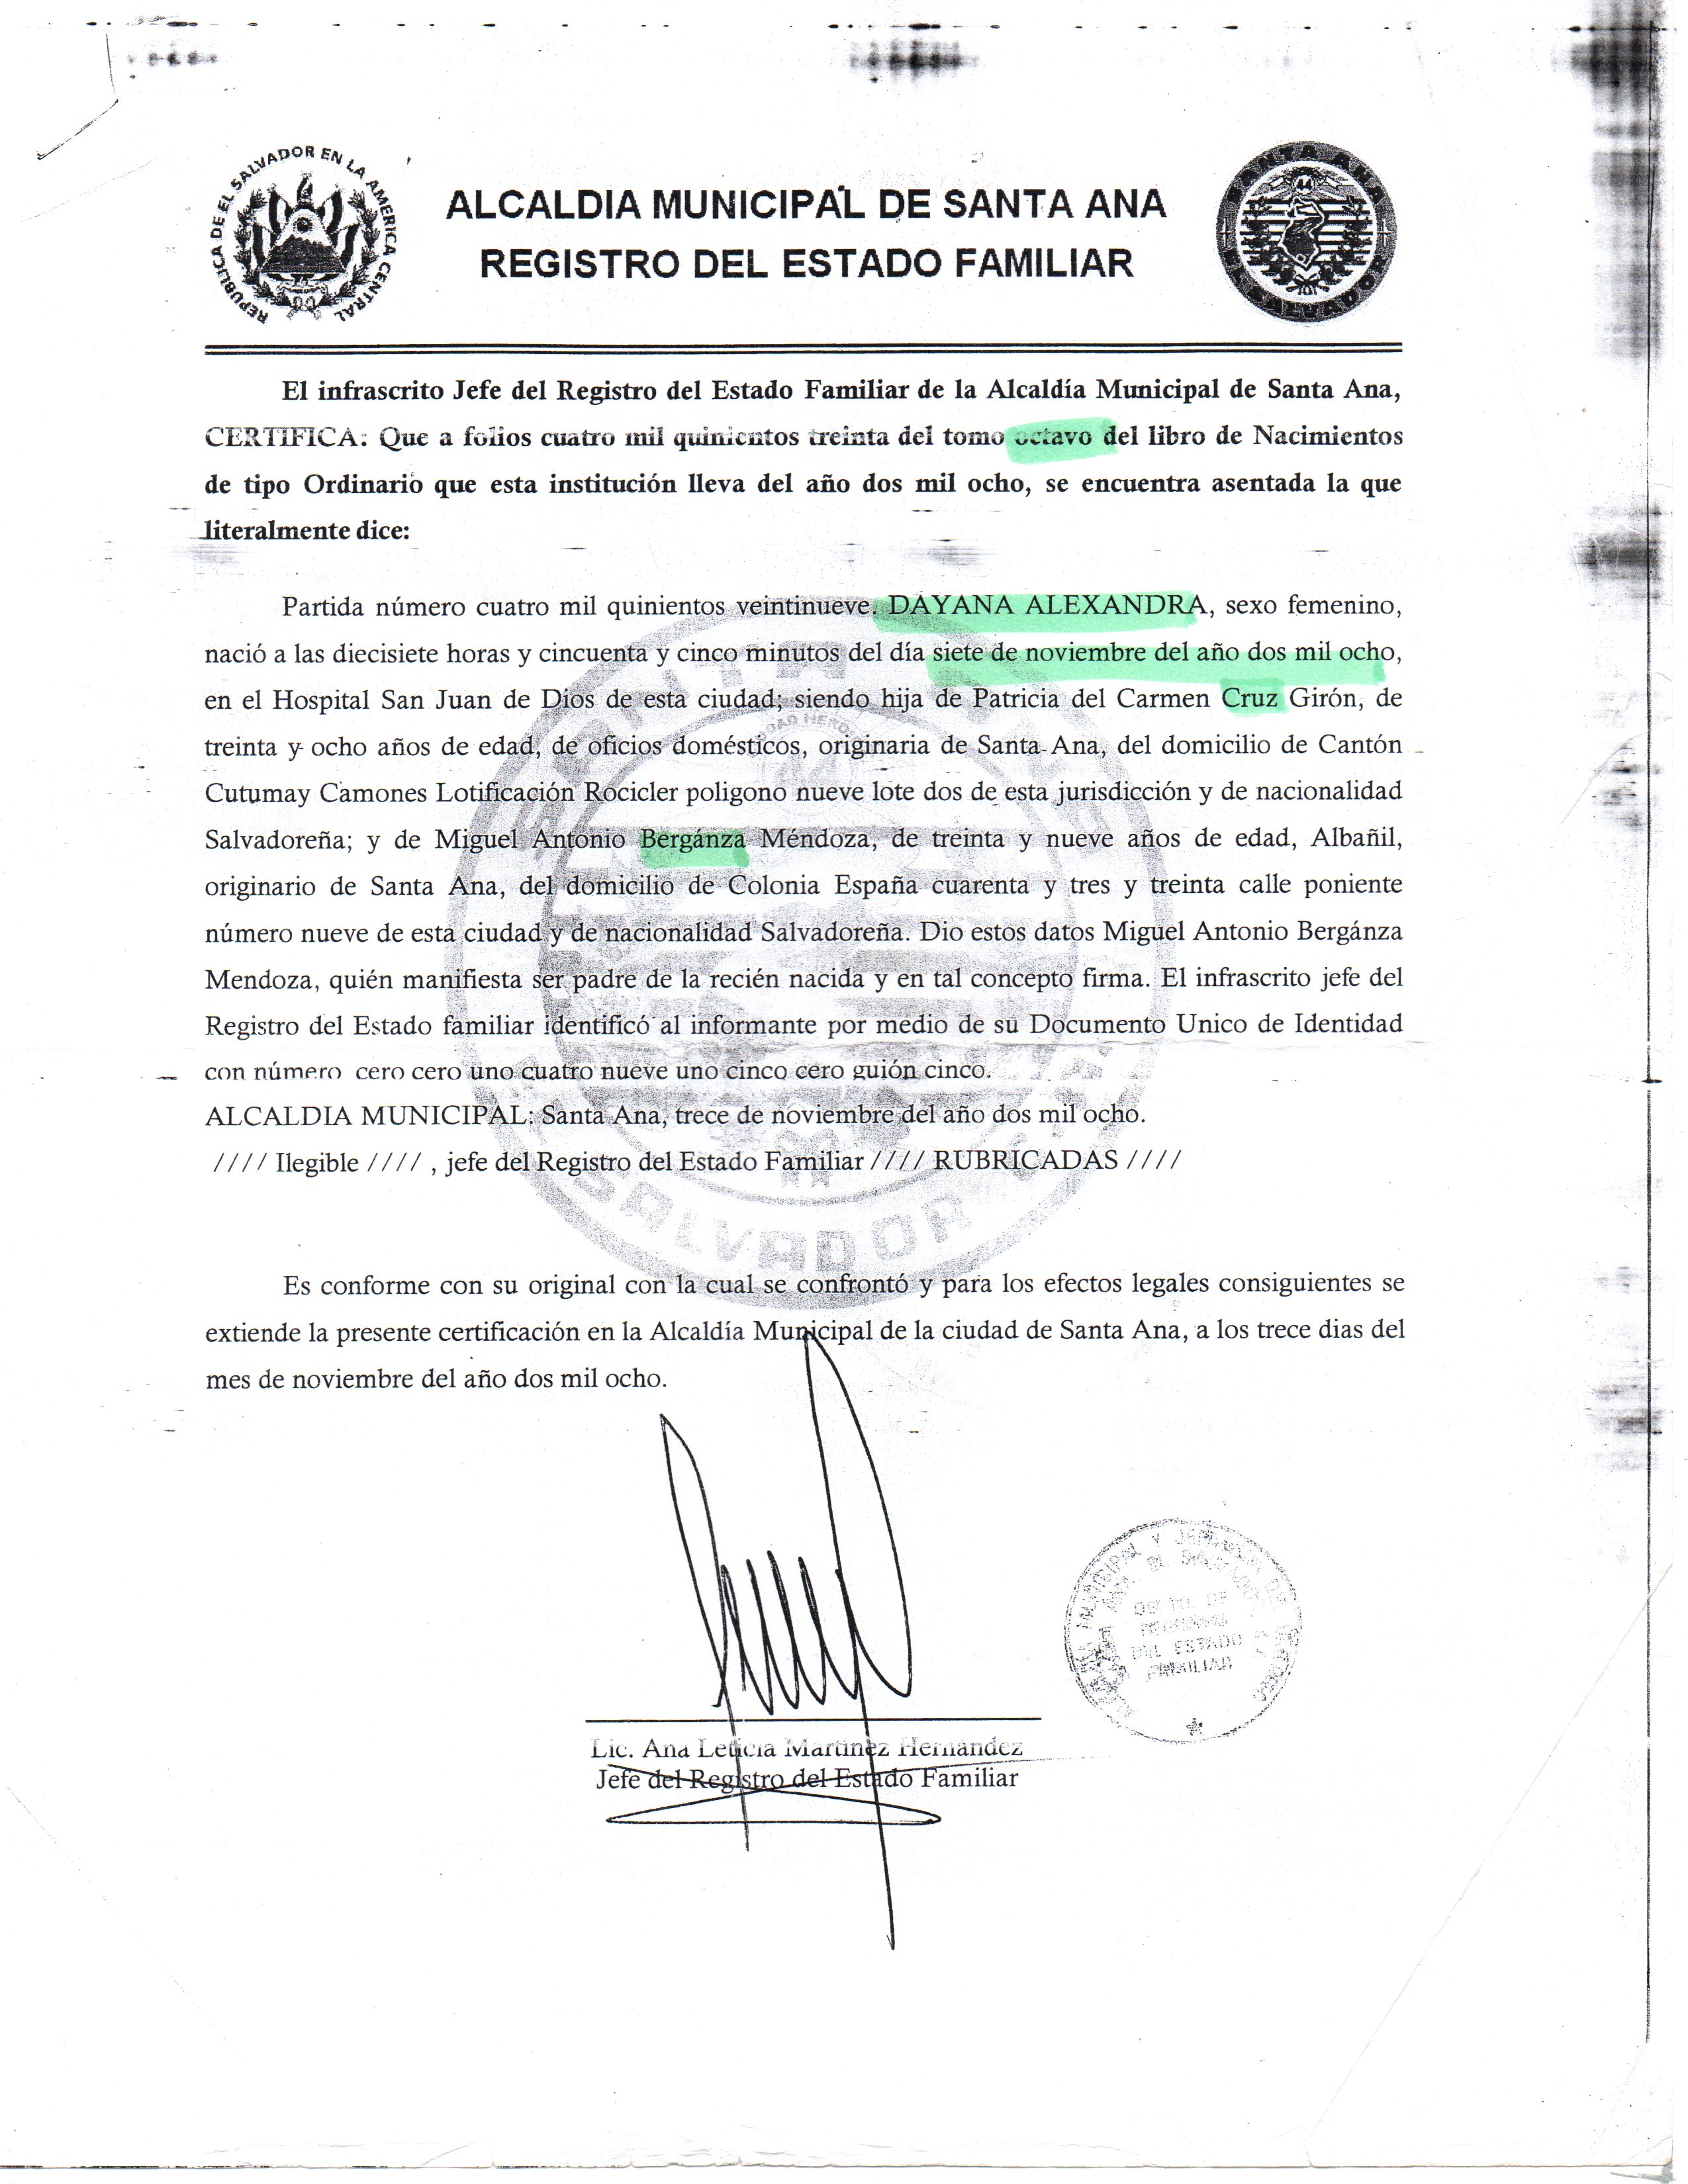 REPUBLICA DE EL SALVADOR EN LA AMERICA CENTRAL
ALCALDIA MUNICIPAL DE SANTA ANA
REGISTRO DEL ESTADO FAMILIAR
SANTA ANA
44
EL SALVADOR
El infrascrito Jefe del Registro del Estado Familiar de la Alcaldía Municipal de Santa Ana,
CERTIFICA: Que a folios cuatro mil quinientos treinta del tomo octavo del libro de Nacimientos
de tipo Ordinario que esta institución lleva del año dos mil ocho, se encuentra asentada la que
literalmente dice:
Partida número cuatro mil quinientos veintinueve. DAYANA ALEXANDRA, sexo femenino,
nació a las diecisiete horas y cincuenta y cinco minutos del día siete de noviembre del año dos mil ocho,
en el Hospital San Juan de Dios de esta ciudad; siendo hija de Patricia del Carmen Cruz Girón, de
treinta y ocho años de edad, de oficios domésticos, originaria de Santa Ana, del domicilio de Cantón
Cutumay Camones Lotificación Rocicler poligono nueve lote dos de esta jurisdicción y de nacionalidad
Salvadoreña; y de Miguel Antonio Bergánza Méndoza, de treinta y nueve años de edad, Albañil,
originario de Santa Ana, del domicilio de Colonia España cuarenta y tres y treinta calle poniente
número nueve de esta ciudad y de nacionalidad Salvadoreña. Dio estos datos Miguel Antonio Bergánza
Mendoza, quién manifiesta ser padre de la recién nacida y en tal concepto firma. El infrascrito jefe del
Registro del Estado familiar identificó al informante por medio de su Documento Unico de Identidad
con número cero cero uno cuatro nueve uno cinco cero guión cinco.
ALCALDIA MUNICIPAL: Santa Ana, trece de noviembre del año dos mil ocho.
//// Ilegible //// , jefe del Registro del Estado Familiar //// RUBRICADAS ////
SALVADOR
Es conforme con su original con la cual se confrontó y para los efectos legales consiguientes se
extiende la presente certificación en la Alcaldía Municipal de la ciudad de Santa Ana, a los trece dias del
mes de noviembre del año dos mil ocho.
DEL ESTADO
FAMILIAR
Lic. Ana Leticia Martínez Hernández
Jefe del Registro del Estado Familiar